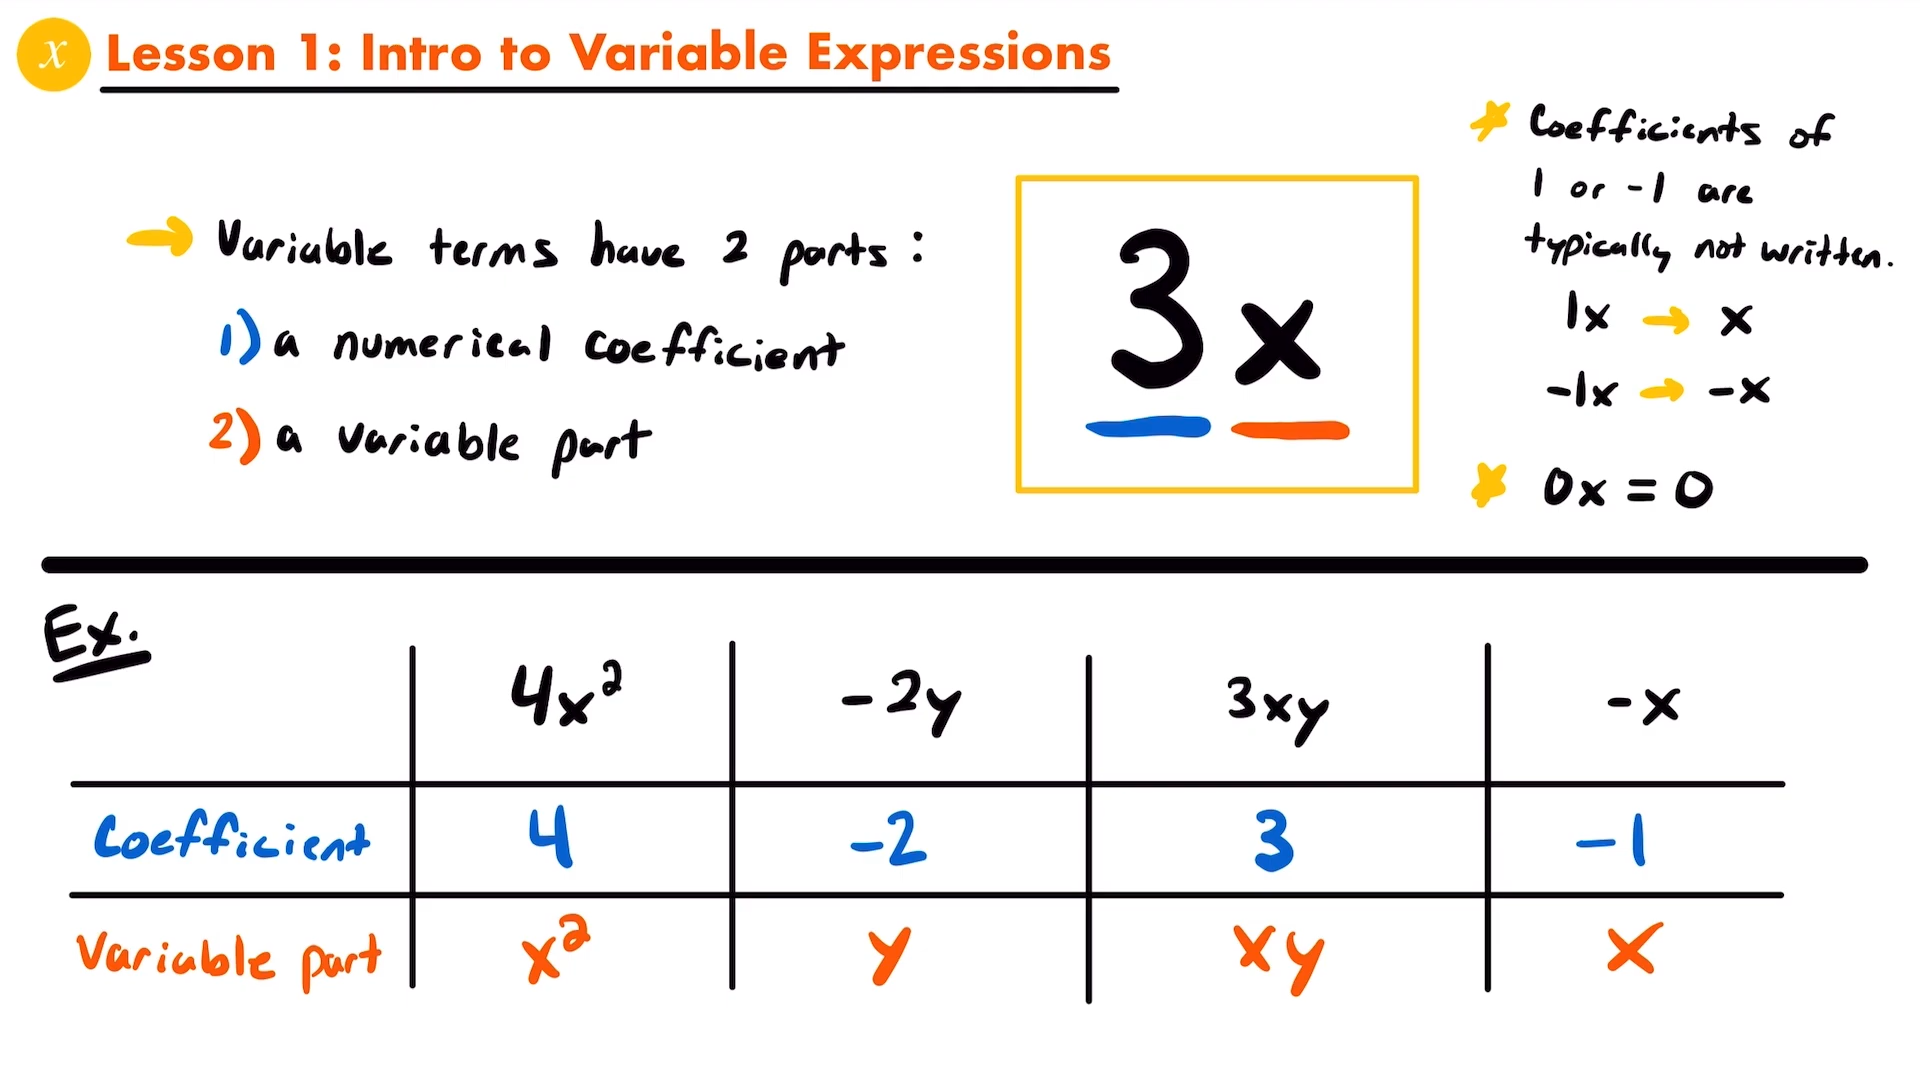 x Lesson 1: Intro to Variable Expressions
→ Variable terms have 2 parts:
1) a numerical coefficient
2) a variable part
3x
Coefficients of
1 or -1 are
typically not written.
1x → x
-1x → -x
0x = 0
Ex.
4x² -2y 3xy -x
Coefficient 4 -2 3 -1
Variable part x² y xy x